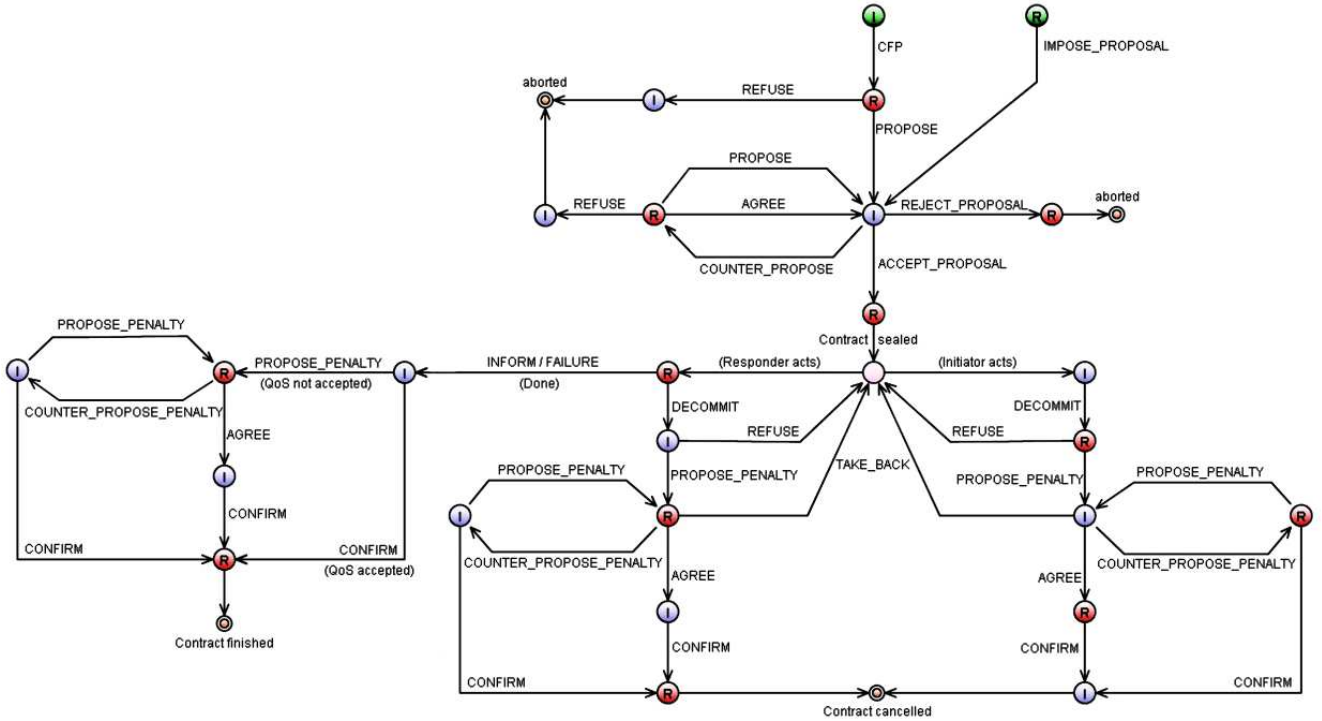 I
R
CFP
IMPOSE_PROPOSAL
aborted
I
REFUSE
R
PROPOSE
PROPOSE
I
REFUSE
R
AGREE
I
REJECT_PROPOSAL
R
aborted
COUNTER_PROPOSE
ACCEPT_PROPOSAL
R
Contract sealed
PROPOSE_PENALTY
I
R
PROPOSE_PENALTY
(QoS not accepted)
I
INFORM / FAILURE
(Done)
R
(Responder acts)
(Initiator acts)
I
COUNTER_PROPOSE_PENALTY
DECOMMIT
DECOMMIT
AGREE
I
REFUSE
REFUSE
R
I
PROPOSE_PENALTY
PROPOSE_PENALTY
TAKE_BACK
PROPOSE_PENALTY
PROPOSE_PENALTY
CONFIRM
I
R
I
R
CONFIRM
R
CONFIRM
(QoS accepted)
COUNTER_PROPOSE_PENALTY
COUNTER_PROPOSE_PENALTY
AGREE
AGREE
I
R
Contract finished
CONFIRM
CONFIRM
CONFIRM
R
I
CONFIRM
Contract cancelled